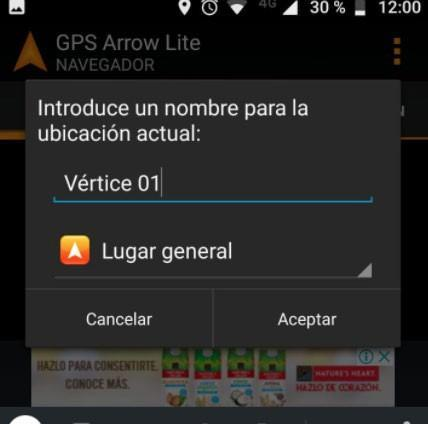 4G 30 % 12:00
GPS Arrow Lite
NAVEGADOR
Introduce un nombre para la
ubicación actual:
Vértice 01
Lugar general
Cancelar
Aceptar
HAZLO PARA CONSENTIRTE.
CONOCE MÁS.
NATURE'S HEART.
HAZLO DE CORAZÓN.